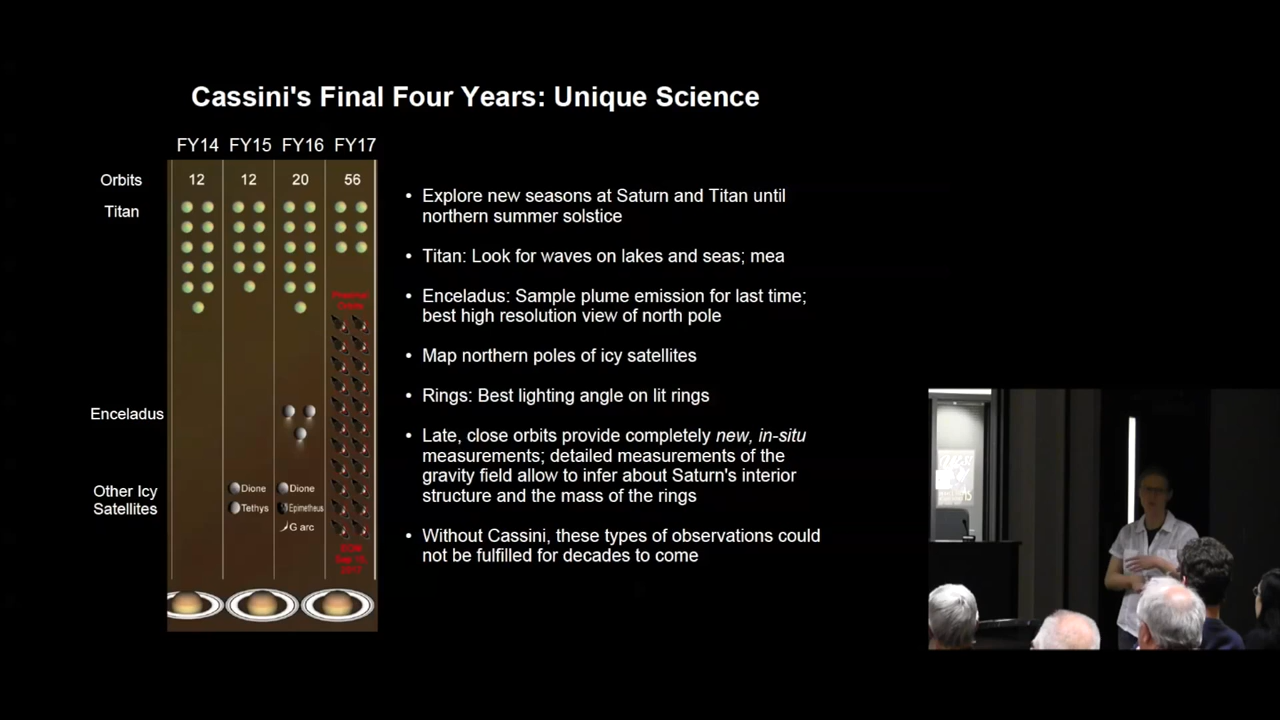 Cassini's Final Four Years: Unique Science
FY14 FY15 FY16 FY17
Orbits 12 12 20 56
Titan
Proximal
Orbits
Enceladus
Other Icy
Satellites
Dione
Tethys
Dione
Epimetheus
G arc
EOM
Sep 15,
2017
• Explore new seasons at Saturn and Titan until
northern summer solstice
• Titan: Look for waves on lakes and seas; mea
• Enceladus: Sample plume emission for last time;
best high resolution view of north pole
• Map northern poles of icy satellites
• Rings: Best lighting angle on lit rings
• Late, close orbits provide completely new, in-situ
measurements; detailed measurements of the
gravity field allow to infer about Saturn's interior
structure and the mass of the rings
• Without Cassini, these types of observations could
not be fulfilled for decades to come